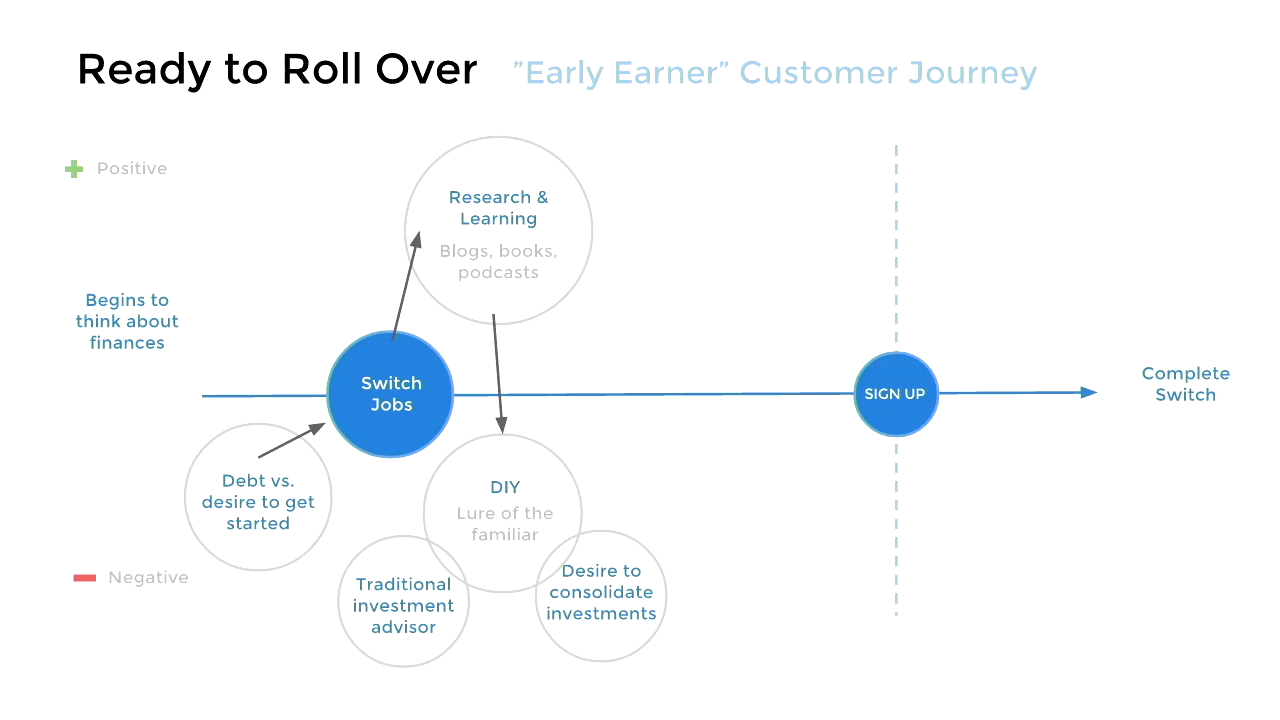 Ready to Roll Over ”Early Earner” Customer Journey
Positive
Research &
Learning
Blogs, books,
podcasts
Begins to
think about
finances
Switch
Jobs
SIGN UP
Complete
Switch
Debt vs.
desire to get
started
DIY
Lure of the
familiar
Negative
Traditional
investment
advisor
Desire to
consolidate
investments